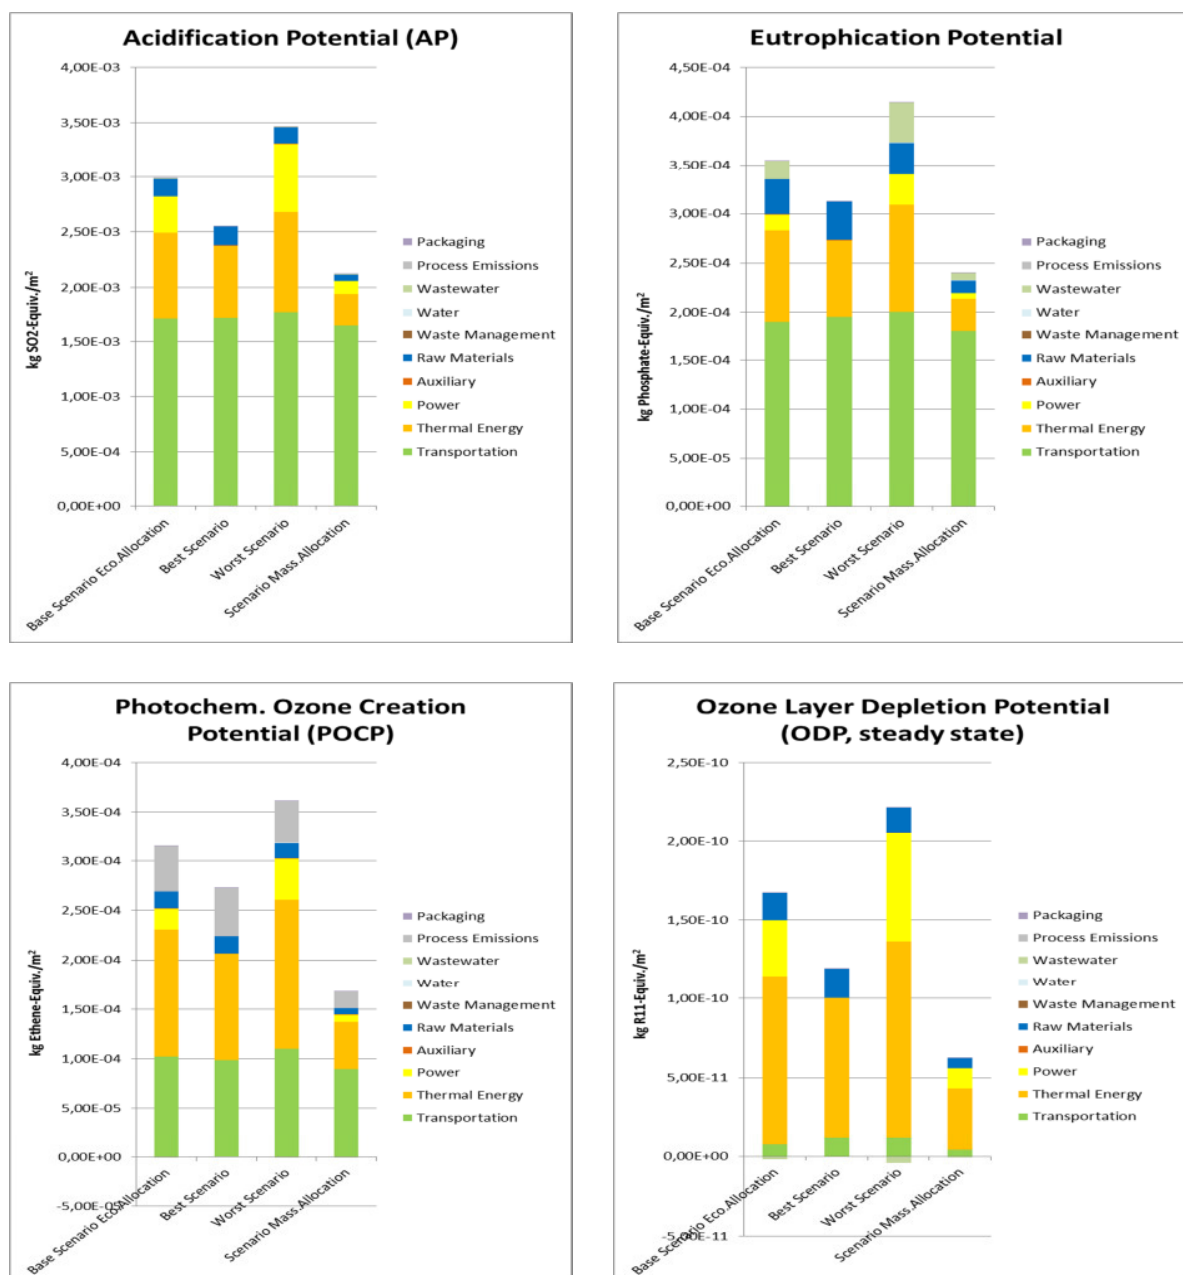 Acidification Potential (AP)
4,00E-03
3,50E-03
3,00E-03
2,50E-03
2,00E-03
1,50E-03
1,00E-03
5,00E-04
0,00E+00
kg SO2-Equiv./m²
Base Scenario Eco.Allocation
Best Scenario
Worst Scenario
Scenario Mass.Allocation
Packaging
Process Emissions
Wastewater
Water
Waste Management
Raw Materials
Auxiliary
Power
Thermal Energy
Transportation
Eutrophication Potential
4,50E-04
4,00E-04
3,50E-04
3,00E-04
2,50E-04
2,00E-04
1,50E-04
1,00E-04
5,00E-05
0,00E+00
kg Phosphate-Equiv./m²
Base Scenario Eco.Allocation
Best Scenario
Worst Scenario
Scenario Mass.Allocation
Packaging
Process Emissions
Wastewater
Water
Waste Management
Raw Materials
Auxiliary
Power
Thermal Energy
Transportation
Photochem. Ozone Creation
Potential (POCP)
4,00E-04
3,50E-04
3,00E-04
2,50E-04
2,00E-04
1,50E-04
1,00E-04
5,00E-05
0,00E+00
-5,00E-05
kg Ethene-Equiv./m²
Base Scenario Eco.Allocation
Best Scenario
Worst Scenario
Scenario Mass.Allocation
Packaging
Process Emissions
Wastewater
Water
Waste Management
Raw Materials
Auxiliary
Power
Thermal Energy
Transportation
Ozone Layer Depletion Potential
(ODP, steady state)
2,50E-10
2,00E-10
1,50E-10
1,00E-10
5,00E-11
0,00E+00
-5,00E-11
kg R11-Equiv./m²
Base Scenario Eco.Allocation
Best Scenario
Worst Scenario
Scenario Mass.Allocation
Packaging
Process Emissions
Wastewater
Water
Waste Management
Raw Materials
Auxiliary
Power
Thermal Energy
Transportation